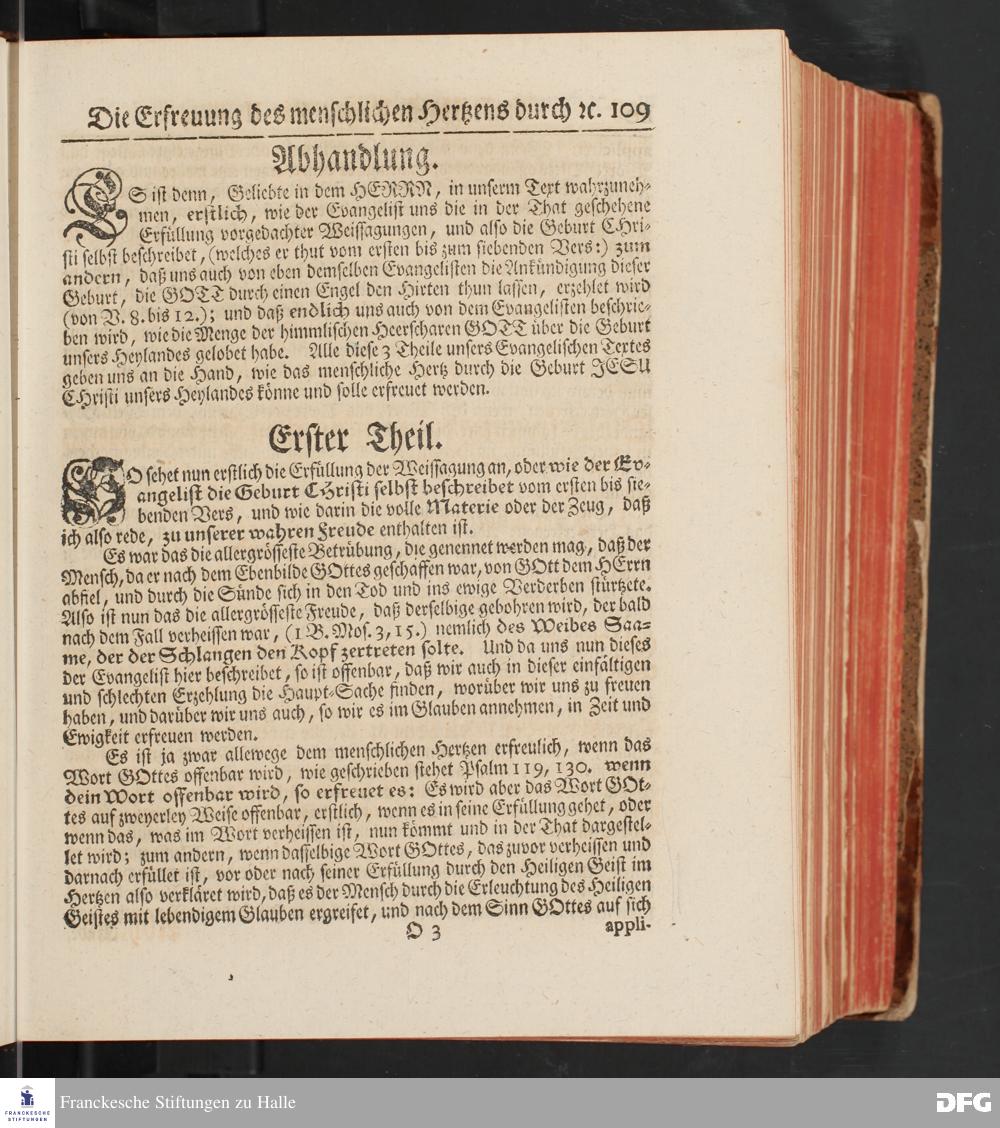 Die Erfreuung des menschlichen Hertzens durch ꝛc. 109
Abhandlung.
ES ist denn, Geliebte in dem HERRN, in unserm Text wahrzuneh-
men, erstlich, wie der Evangelist uns die in der That geschehene
Erfüllung vorgedachter Weissagungen, und also die Geburt CHri-
sti selbst beschreibet, (welches er thut vom ersten bis zum siebenden Vers:) zum
andern, daß uns auch von eben demselben Evangelisten die Ankündigung dieser
Geburt, die GOTT durch einen Engel den Hirten thun lassen, erzehlet wird
(von V. 8. bis 12.); und daß endlich uns auch von dem Evangelisten beschrie-
ben wird, wie die Menge der himmlischen Heerscharen GOTT über die Geburt
unsers Heylandes gelobet habe. Alle diese 3 Theile unsers Evangelischen Textes
geben uns an die Hand, wie das menschliche Hertz durch die Geburt JESU
CHristi unsers Heylandes könne und solle erfreuet werden.
Erster Theil.
SO sehet nun erstlich die Erfüllung der Weissagung an, oder wie der Ev-
angelist die Geburt CHristi selbst beschreibet vom ersten bis sie-
benden Vers, und wie darin die volle Materie oder der Zeug, daß
ich also rede, zu unserer wahren Freude enthalten ist.
Es war das die allergrösseste Betrübung, die genennet werden mag, daß der
Mensch, da er nach dem Ebenbilde GOttes geschaffen war, von GOtt dem HErrn
abfiel, und durch die Sünde sich in den Tod und ins ewige Verderben stürtzete.
Also ist nun das die allergrösseste Freude, daß derselbige gebohren wird, der bald
nach dem Fall verheissen war, (1 B. Mos. 3, 15.) nemlich des Weibes Saa-
me, der der Schlangen den Kopf zertreten solte. Und da uns nun dieses
der Evangelist hier beschreibet, so ist offenbar, daß wir auch in dieser einfältigen
und schlechten Erzehlung die Haupt-Sache finden, worüber wir uns zu freuen
haben, und darüber wir uns auch, so wir es im Glauben annehmen, in Zeit und
Ewigkeit erfreuen werden.
Es ist ja zwar allewege dem menschlichen Hertzen erfreulich, wenn das
Wort GOttes offenbar wird, wie geschrieben stehet Psalm 119, 130. wenn
dein Wort offenbar wird, so erfreuet es: Es wird aber das Wort GOt-
tes auf zweyerley Weise offenbar, erstlich, wenn es in seine Erfüllung gehet, oder
wenn das, was im Wort verheissen ist, nun kömmt und in der That dargestel-
let wird; zum andern, wenn dasselbige Wort GOttes, das zuvor verheissen und
darnach erfüllet ist, vor oder nach seiner Erfüllung durch den Heiligen Geist im
Hertzen also verkläret wird, daß es der Mensch durch die Erleuchtung des Heiligen
Geistes mit lebendigem Glauben ergreifet, und nach dem Sinn GOttes auf sich
O 3 appli-
FRANCKESCHE
STIFTUNGEN
Franckesche Stiftungen zu Halle
DFG